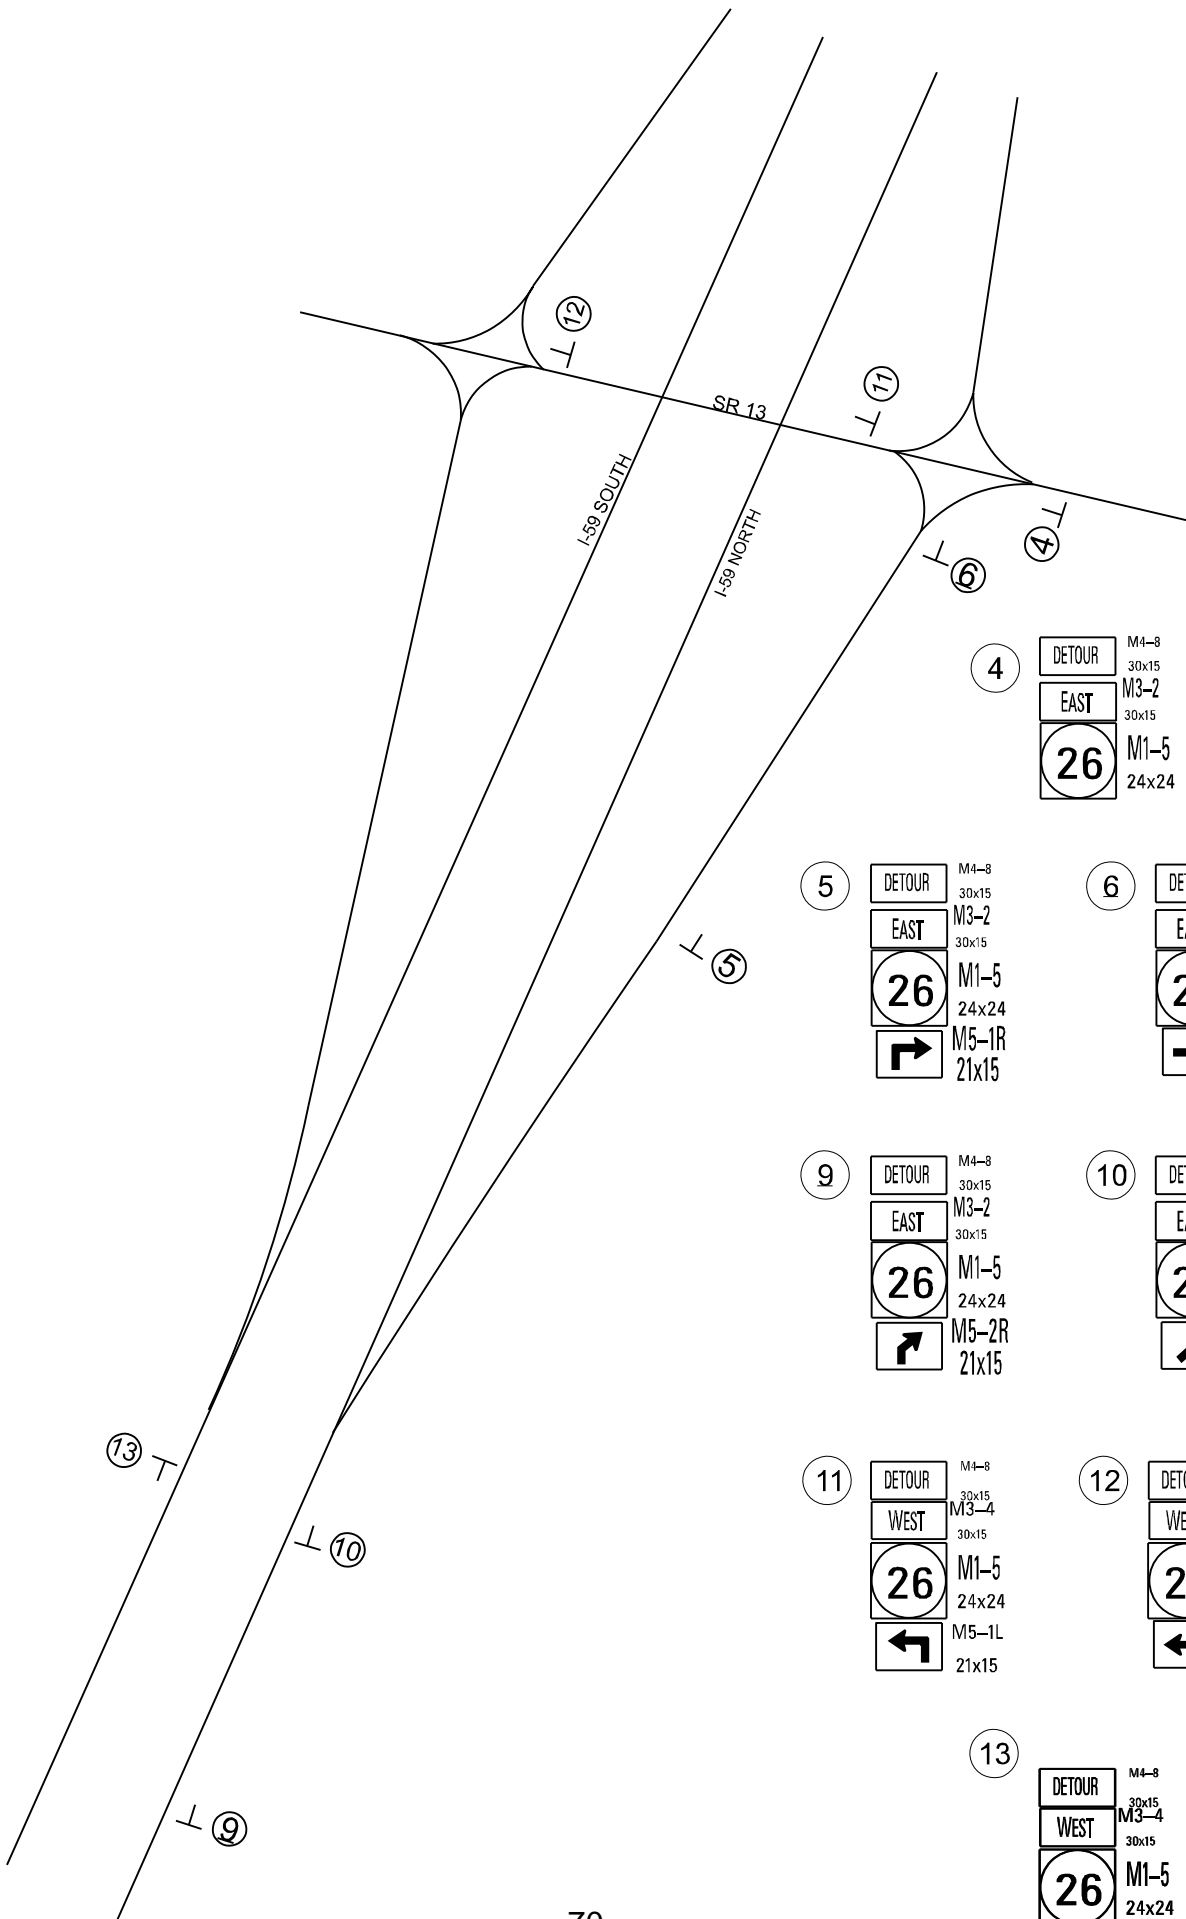 12
11
SR 13
I-59 SOUTH
I-59 NORTH
4
6
4
DETOUR M4-8
30x15
EAST M3-2
30x15
26 M1-5
24x24
5
5
DETOUR M4-8
30x15
EAST M3-2
30x15
26 M1-5
24x24
M5-1R
21x15
6
9
DETOUR M4-8
30x15
EAST M3-2
30x15
26 M1-5
24x24
M5-2R
21x15
10
13
10
11
DETOUR M4-8
30x15
WEST M3-4
30x15
26 M1-5
24x24
M5-1L
21x15
12
13
DETOUR M4-8
30x15
WEST M3-4
30x15
26 M1-5
24x24
9